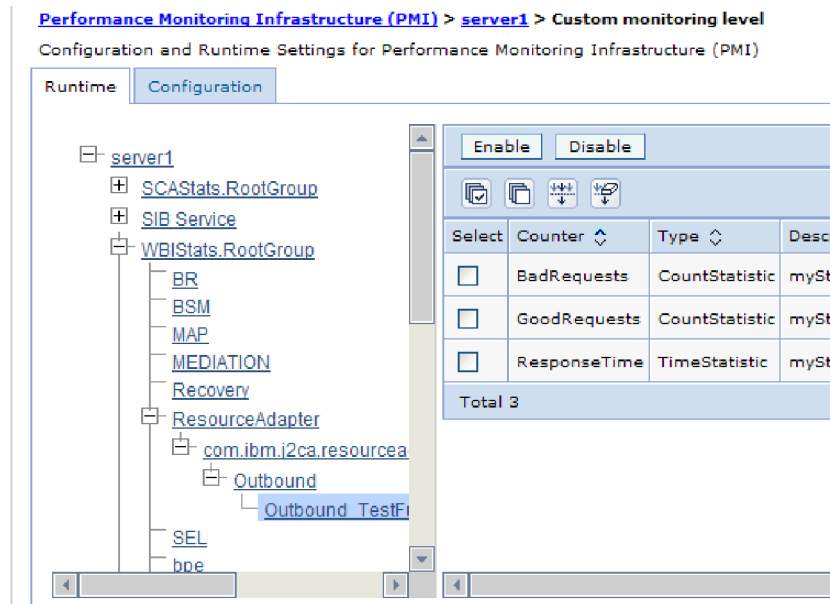 Performance Monitoring Infrastructure (PMI) > server1 > Custom monitoring level
Configuration and Runtime Settings for Performance Monitoring Infrastructure (PMI)
Runtime Configuration
server1
SCAStats.RootGroup
SIB Service
WBIStats.RootGroup
BR
BSM
MAP
MEDIATION
Recovery
ResourceAdapter
com.ibm.j2ca.resourcea
Outbound
Outbound_TestF
SEL
bpe
Enable Disable
Select Counter Type Desc
BadRequests CountStatistic mySt
GoodRequests CountStatistic mySt
ResponseTime TimeStatistic mySt
Total 3